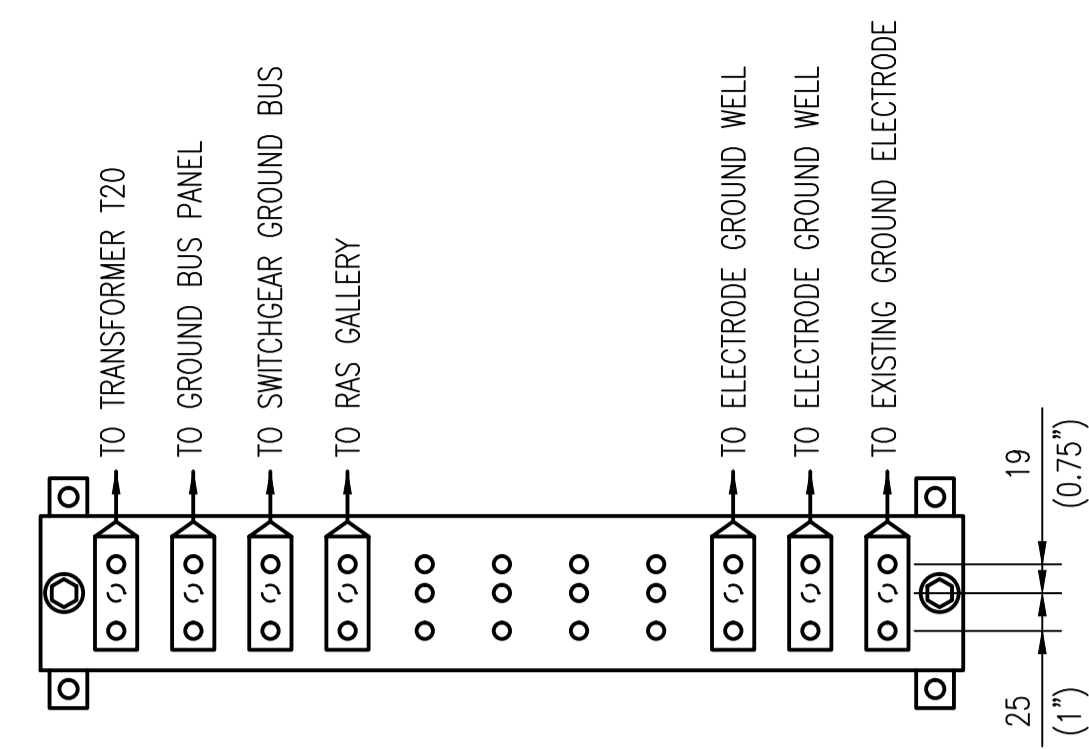 TO TRANSFORMER T20
TO GROUND BUS PANEL
TO SWITCHGEAR GROUND BUS
TO RAS GALLERY
TO ELECTRODE GROUND WELL
TO ELECTRODE GROUND WELL
TO EXISTING GROUND ELECTRODE
19
(0.75”)
25
(1”)